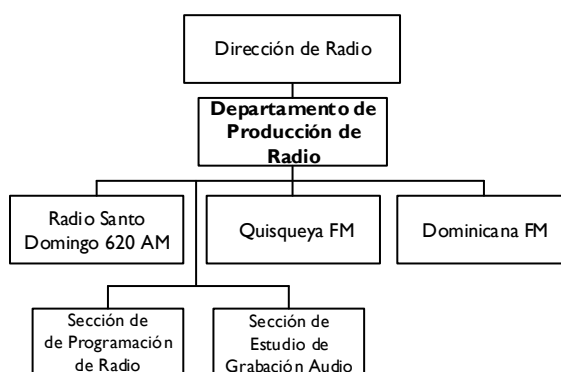 Dirección de Radio
Departamento de
Producción de
Radio
Radio Santo
Domingo 620 AM
Quisqueya FM
Dominicana FM
Sección de
de Programación
de Radio
Sección de
Estudio de
Grabación Audio